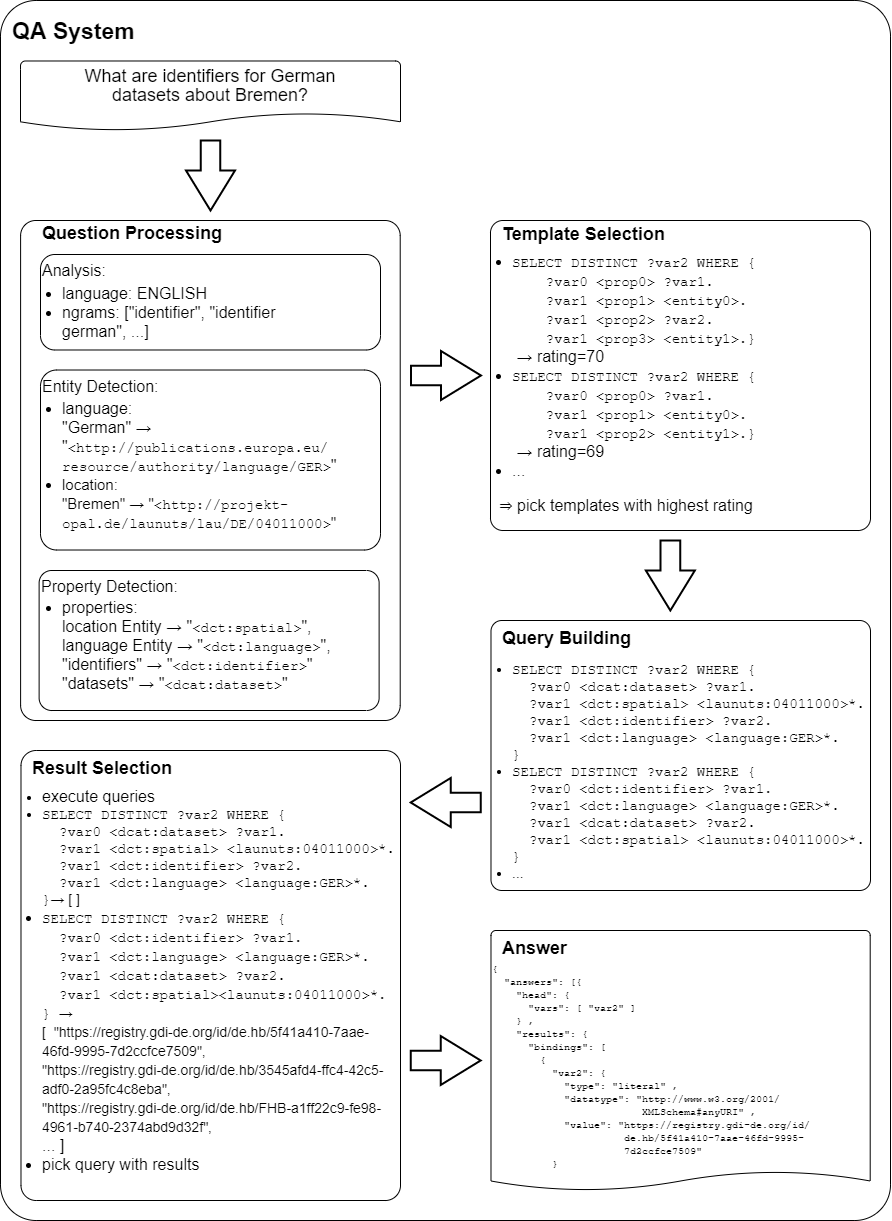 QA System
What are identifiers for German
datasets about Bremen?
Question Processing
Analysis:
• language: ENGLISH
• ngrams: ["identifier", "identifier
german", ...]
Entity Detection:
• language:
"German" →
"<http://publications.europa.eu/
resource/authority/language/GER>"
• location:
"Bremen" → "<http://projekt-
opal.de/launuts/lau/DE/04011000>"
Property Detection:
• properties:
location Entity → "<dct:spatial>",
language Entity → "<dct:language>",
"identifiers" → "<dct:identifier>"
"datasets" → "<dcat:dataset>"
Template Selection
• SELECT DISTINCT ?var2 WHERE {
?var0 <prop0> ?var1.
?var1 <prop1> <entity0>.
?var1 <prop2> ?var2.
?var1 <prop3> <entity1>.}
→ rating=70
• SELECT DISTINCT ?var2 WHERE {
?var0 <prop0> ?var1.
?var1 <prop1> <entity0>.
?var1 <prop2> <entity1>.}
→ rating=69
• ...
⇒ pick templates with highest rating
Query Building
• SELECT DISTINCT ?var2 WHERE {
?var0 <dcat:dataset> ?var1.
?var1 <dct:spatial> <launuts:04011000>*.
?var1 <dct:identifier> ?var2.
?var1 <dct:language> <language:GER>*.
}
• SELECT DISTINCT ?var2 WHERE {
?var0 <dct:identifier> ?var1.
?var1 <dct:language> <language:GER>*.
?var1 <dcat:dataset> ?var2.
?var1 <dct:spatial> <launuts:04011000>*.
}
• ...
Result Selection
• execute queries
• SELECT DISTINCT ?var2 WHERE {
?var0 <dcat:dataset> ?var1.
?var1 <dct:spatial> <launuts:04011000>*.
?var1 <dct:identifier> ?var2.
?var1 <dct:language> <language:GER>*.
}→ [ ]
• SELECT DISTINCT ?var2 WHERE {
?var0 <dct:identifier> ?var1.
?var1 <dct:language> <language:GER>*.
?var1 <dcat:dataset> ?var2.
?var1 <dct:spatial><launuts:04011000>*.
} →
[ "https://registry.gdi-de.org/id/de.hb/5f41a410-7aae-
46fd-9995-7d2ccfce7509",
"https://registry.gdi-de.org/id/de.hb/3545afd4-ffc4-42c5-
adf0-2a95fc4c8eba",
"https://registry.gdi-de.org/id/de.hb/FHB-a1ff22c9-fe98-
4961-b740-2374abd9d32f",
... ]
• pick query with results
Answer
{
"answers": [{
"head": {
"vars": [ "var2" ]
} ,
"results": {
"bindings": [
{
"var2": {
"type": "literal" ,
"datatype": "http://www.w3.org/2001/
XMLSchema#anyURI" ,
"value": "https://registry.gdi-de.org/id/
de.hb/5f41a410-7aae-46fd-9995-
7d2ccfce7509"
}